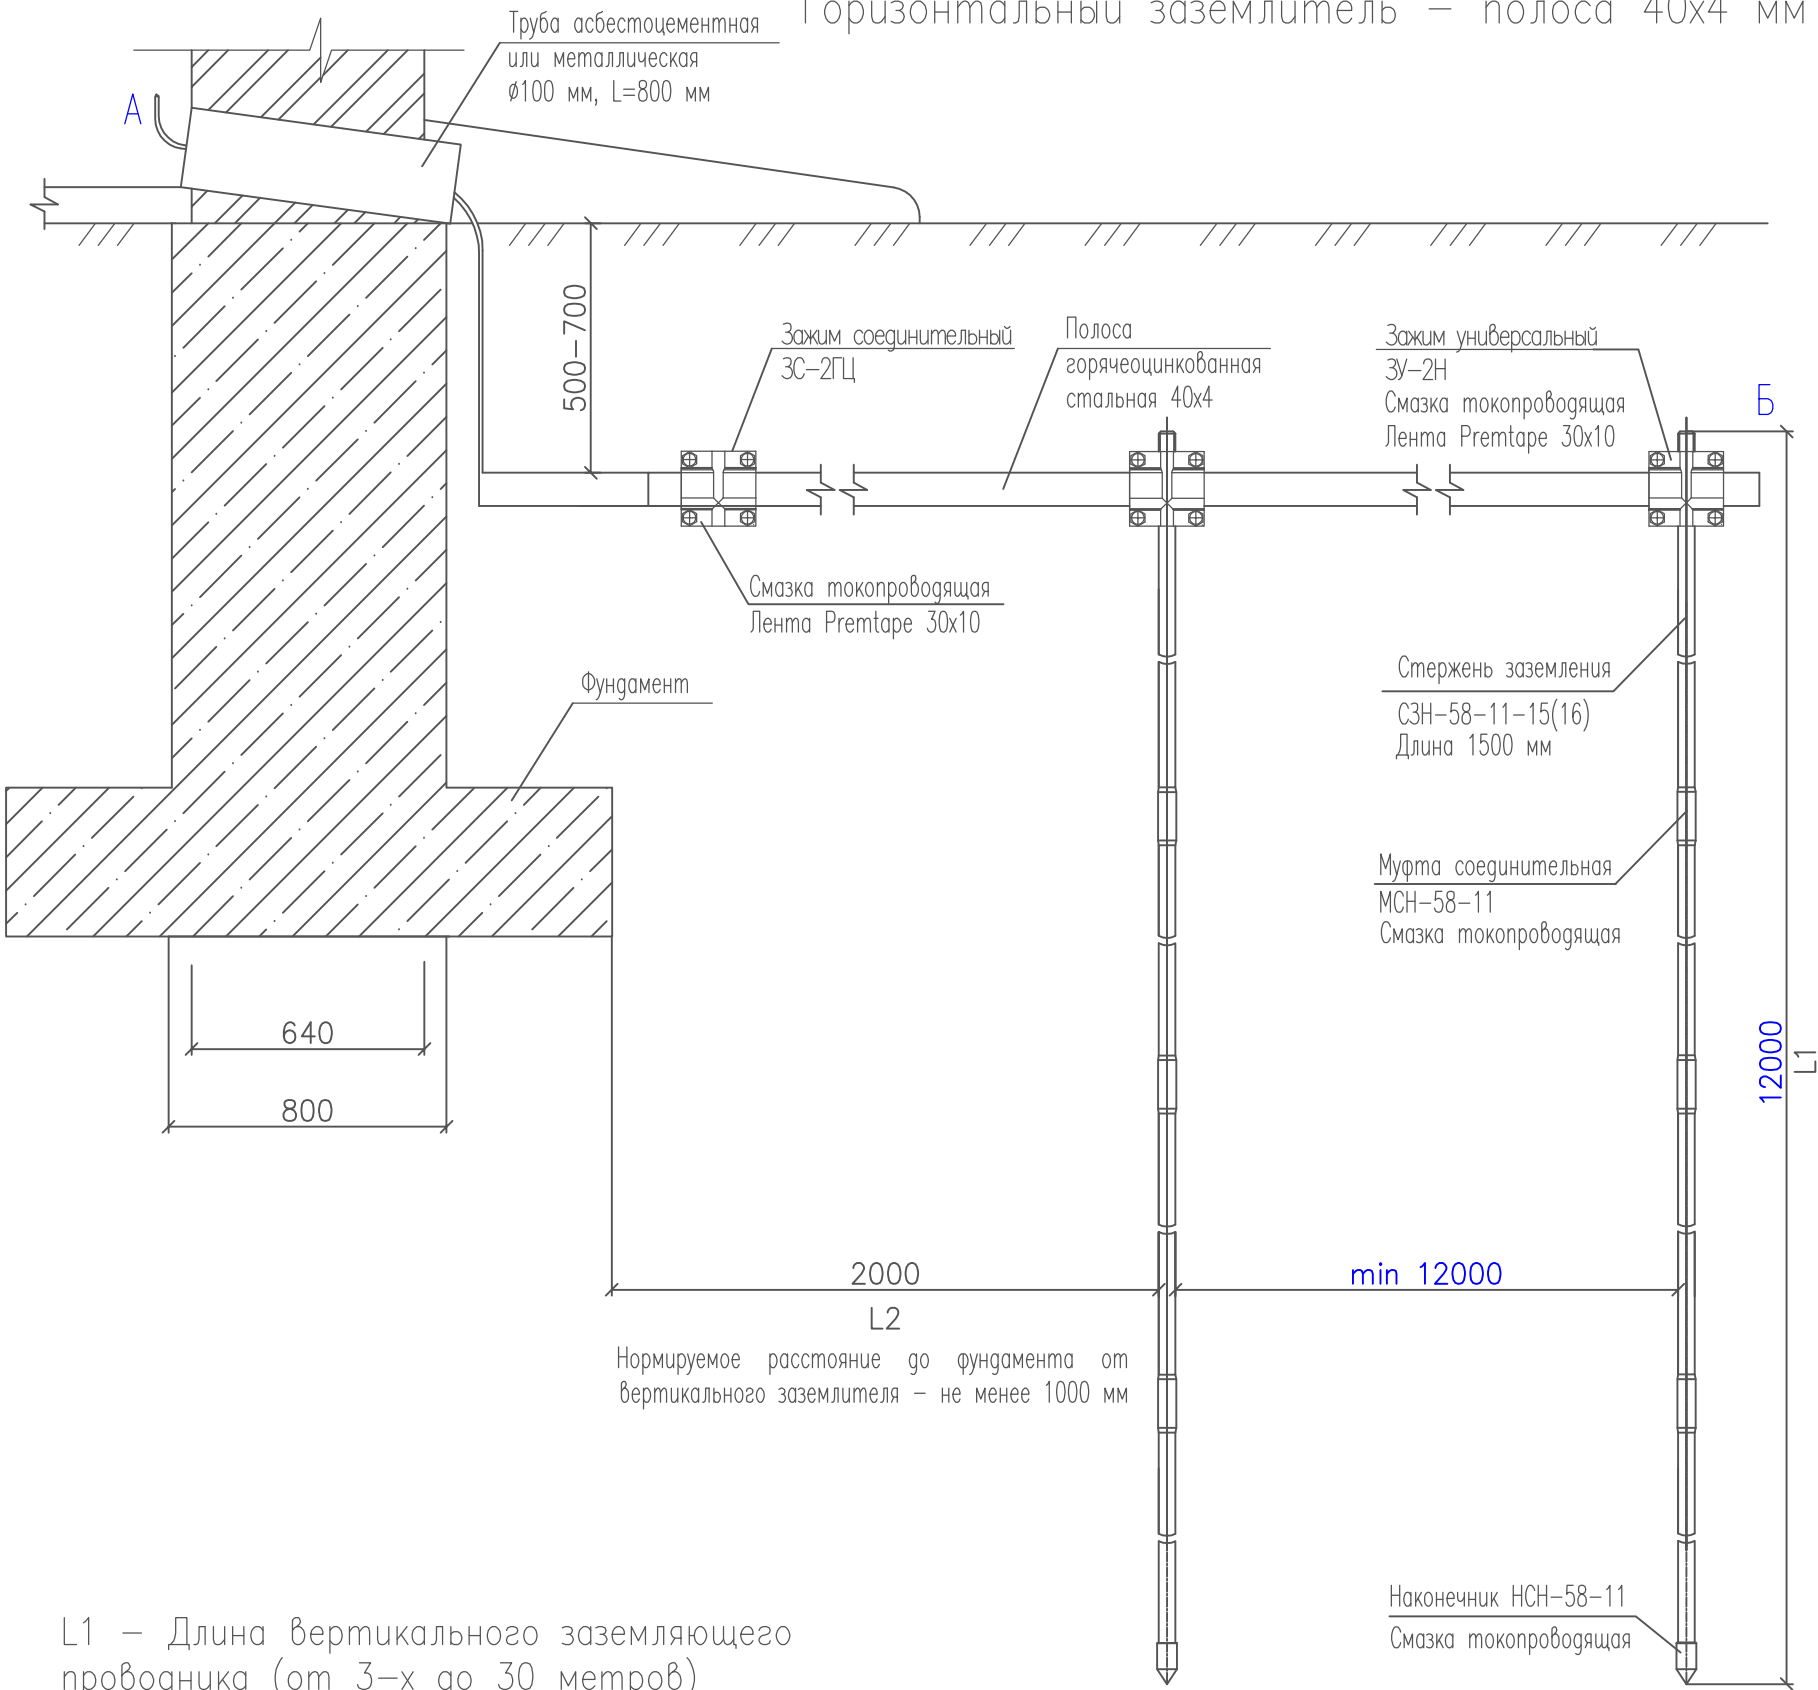 Горизонтальный заземлитель – полоса 40х4 мм
Труба асбестоцементная
или металлическая
Ø100 мм, L=800 мм
А
500-700
Зажим соединительный
ЗС-2ГЦ
Полоса
горячеоцинкованная
стальная 40х4
Зажим универсальный
ЗУ-2Н
Смазка токопроводящая
Лента Premtape 30х10
Б
Смазка токопроводящая
Лента Premtape 30х10
Фундамент
Стержень заземления
СЗН-58-11-15(16)
Длина 1500 мм
Муфта соединительная
МСН-58-11
Смазка токопроводящая
640
800
12000
L1
2000
L2
min 12000
Нормируемое расстояние до фундамента от
вертикального заземлителя – не менее 1000 мм
Наконечник НСН-58-11
Смазка токопроводящая
L1 – Длина вертикального заземляющего
проводника (от 3-х до 30 метров)